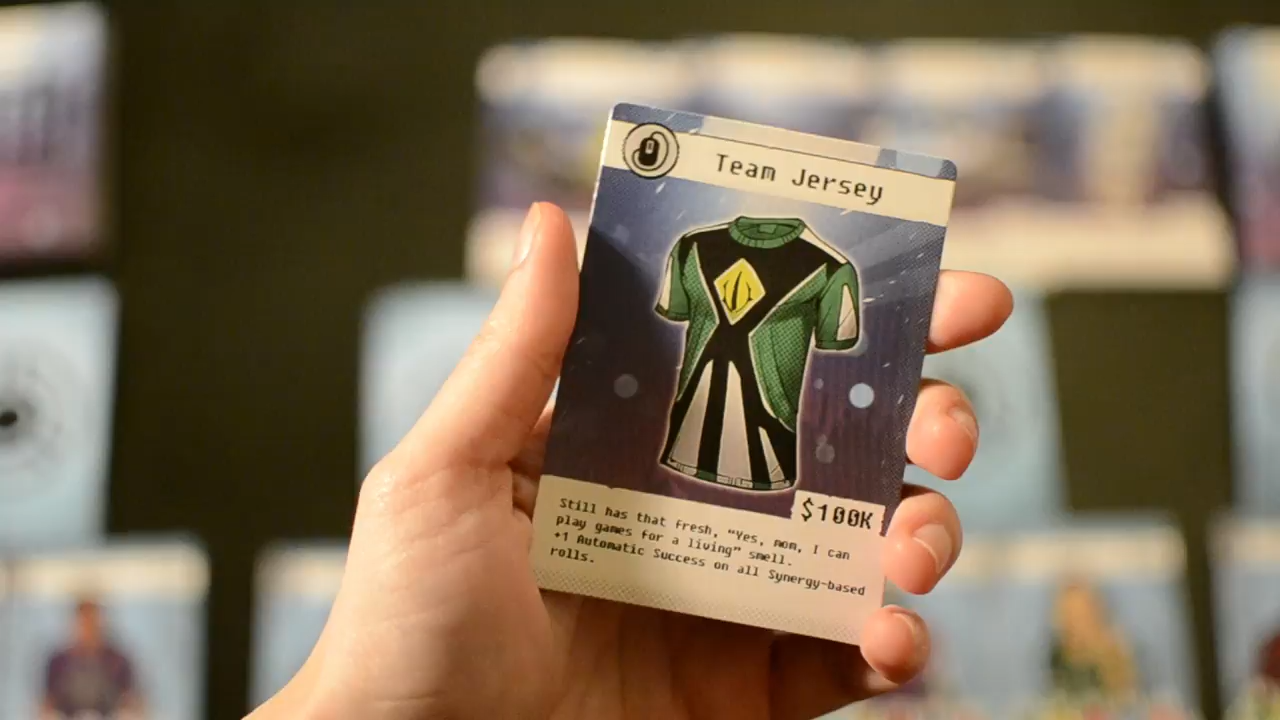 Team Jersey
$100K
Still has that fresh, "Yes, mom, I can
play games for a living" smell.
+1 Automatic Success on all Synergy-based
rolls.